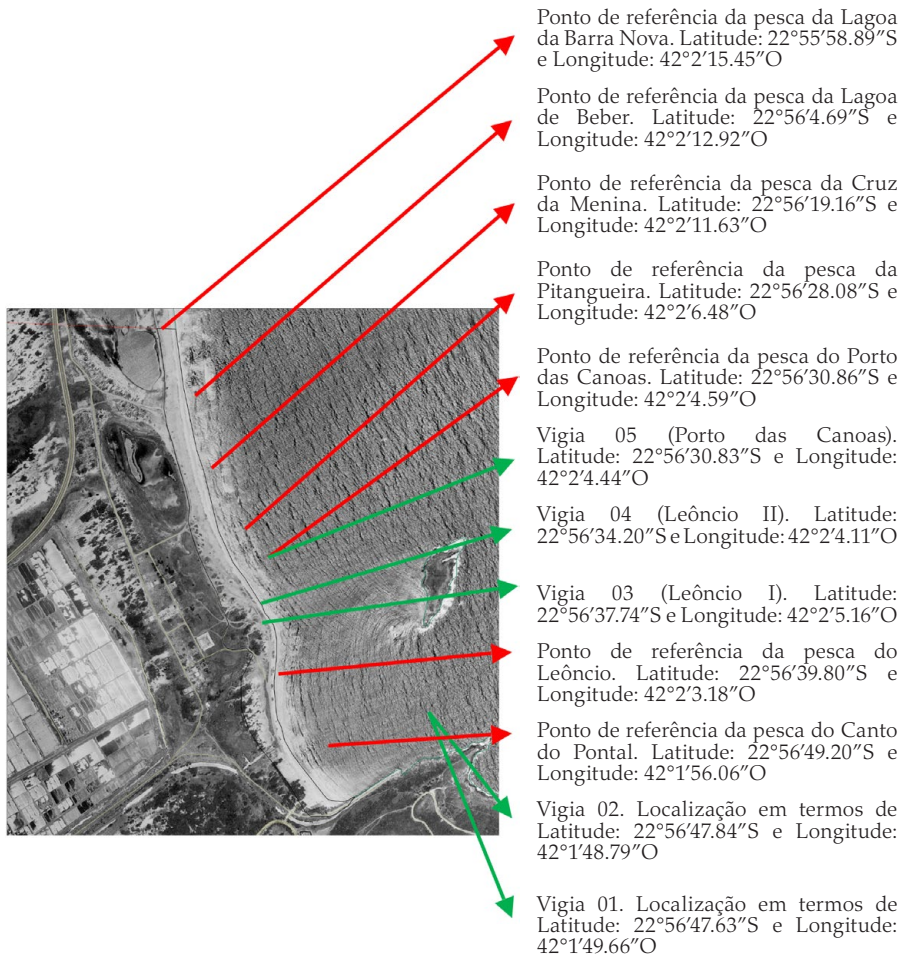 Ponto de referência da pesca da Lagoa
da Barra Nova. Latitude: 22°55′58.89″S
e Longitude: 42°2′15.45″O
Ponto de referência da pesca da Lagoa
de Beber. Latitude: 22°56′4.69″S e
Longitude: 42°2′12.92″O
Ponto de referência da pesca da Cruz
da Menina. Latitude: 22°56′19.16″S e
Longitude: 42°2′11.63″O
Ponto de referência da pesca da
Pitangueira. Latitude: 22°56′28.08″S e
Longitude: 42°2′6.48″O
Ponto de referência da pesca do Porto
das Canoas. Latitude: 22°56′30.86″S e
Longitude: 42°2′4.59″O
Vigia 05 (Porto das Canoas).
Latitude: 22°56′30.83″S e Longitude:
42°2′4.44″O
Vigia 04 (Leôncio II). Latitude:
22°56′34.20″S e Longitude: 42°2′4.11″O
Vigia 03 (Leôncio I). Latitude:
22°56′37.74″S e Longitude: 42°2′5.16″O
Ponto de referência da pesca do
Leôncio. Latitude: 22°56′39.80″S e
Longitude: 42°2′3.18″O
Ponto de referência da pesca do Canto
do Pontal. Latitude: 22°56′49.20″S e
Longitude: 42°1′56.06″O
Vigia 02. Localização em termos de
Latitude: 22°56′47.84″S e Longitude:
42°1′48.79″O
Vigia 01. Localização em termos de
Latitude: 22°56′47.63″S e Longitude:
42°1′49.66″O